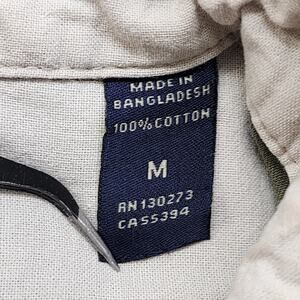 MADE IN
BANGLADESH
100% COTTON
M
RN 130273
CA55394